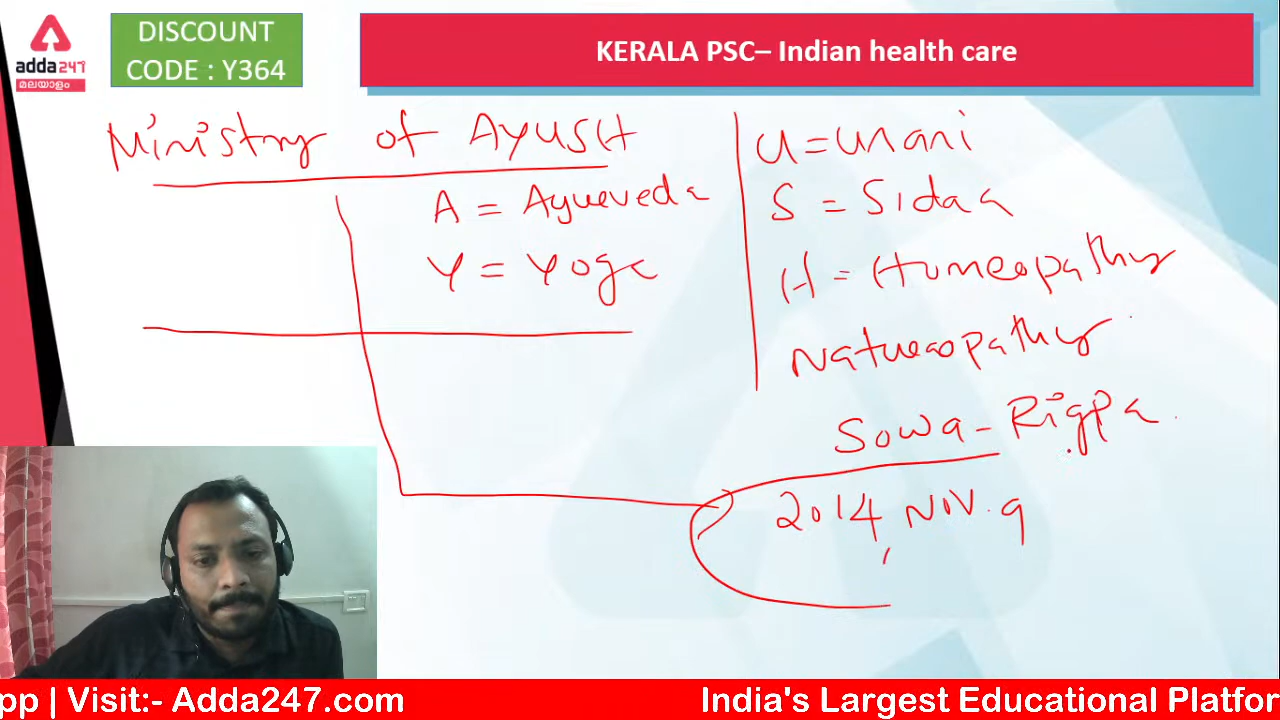 adda247
മലയാളം
DISCOUNT
CODE : Y364
KERALA PSC– Indian health care
Ministry of AYUSH
A = Ayurveda
Y = Yoga
U = Unani
S = Sidaa
H = Homeopathy
Naturopathy
Sowa-Rigpa
2014, NOV. 9
pp | Visit:- Adda247.com
India's Largest Educational Platfor